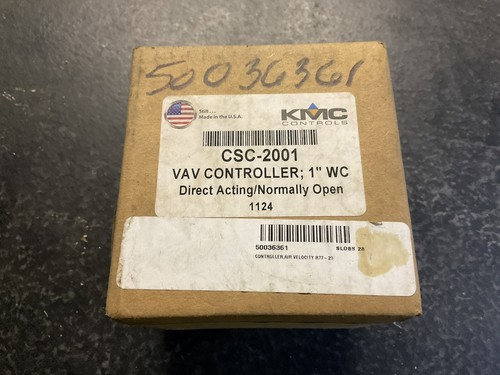 50036361
Still...
Made in the U.S.A.
KMC
CONTROLS
CSC-2001
VAV CONTROLLER; 1" WC
Direct Acting/Normally Open
1124
50036361
CONTROLLER,AIR VELOCITY